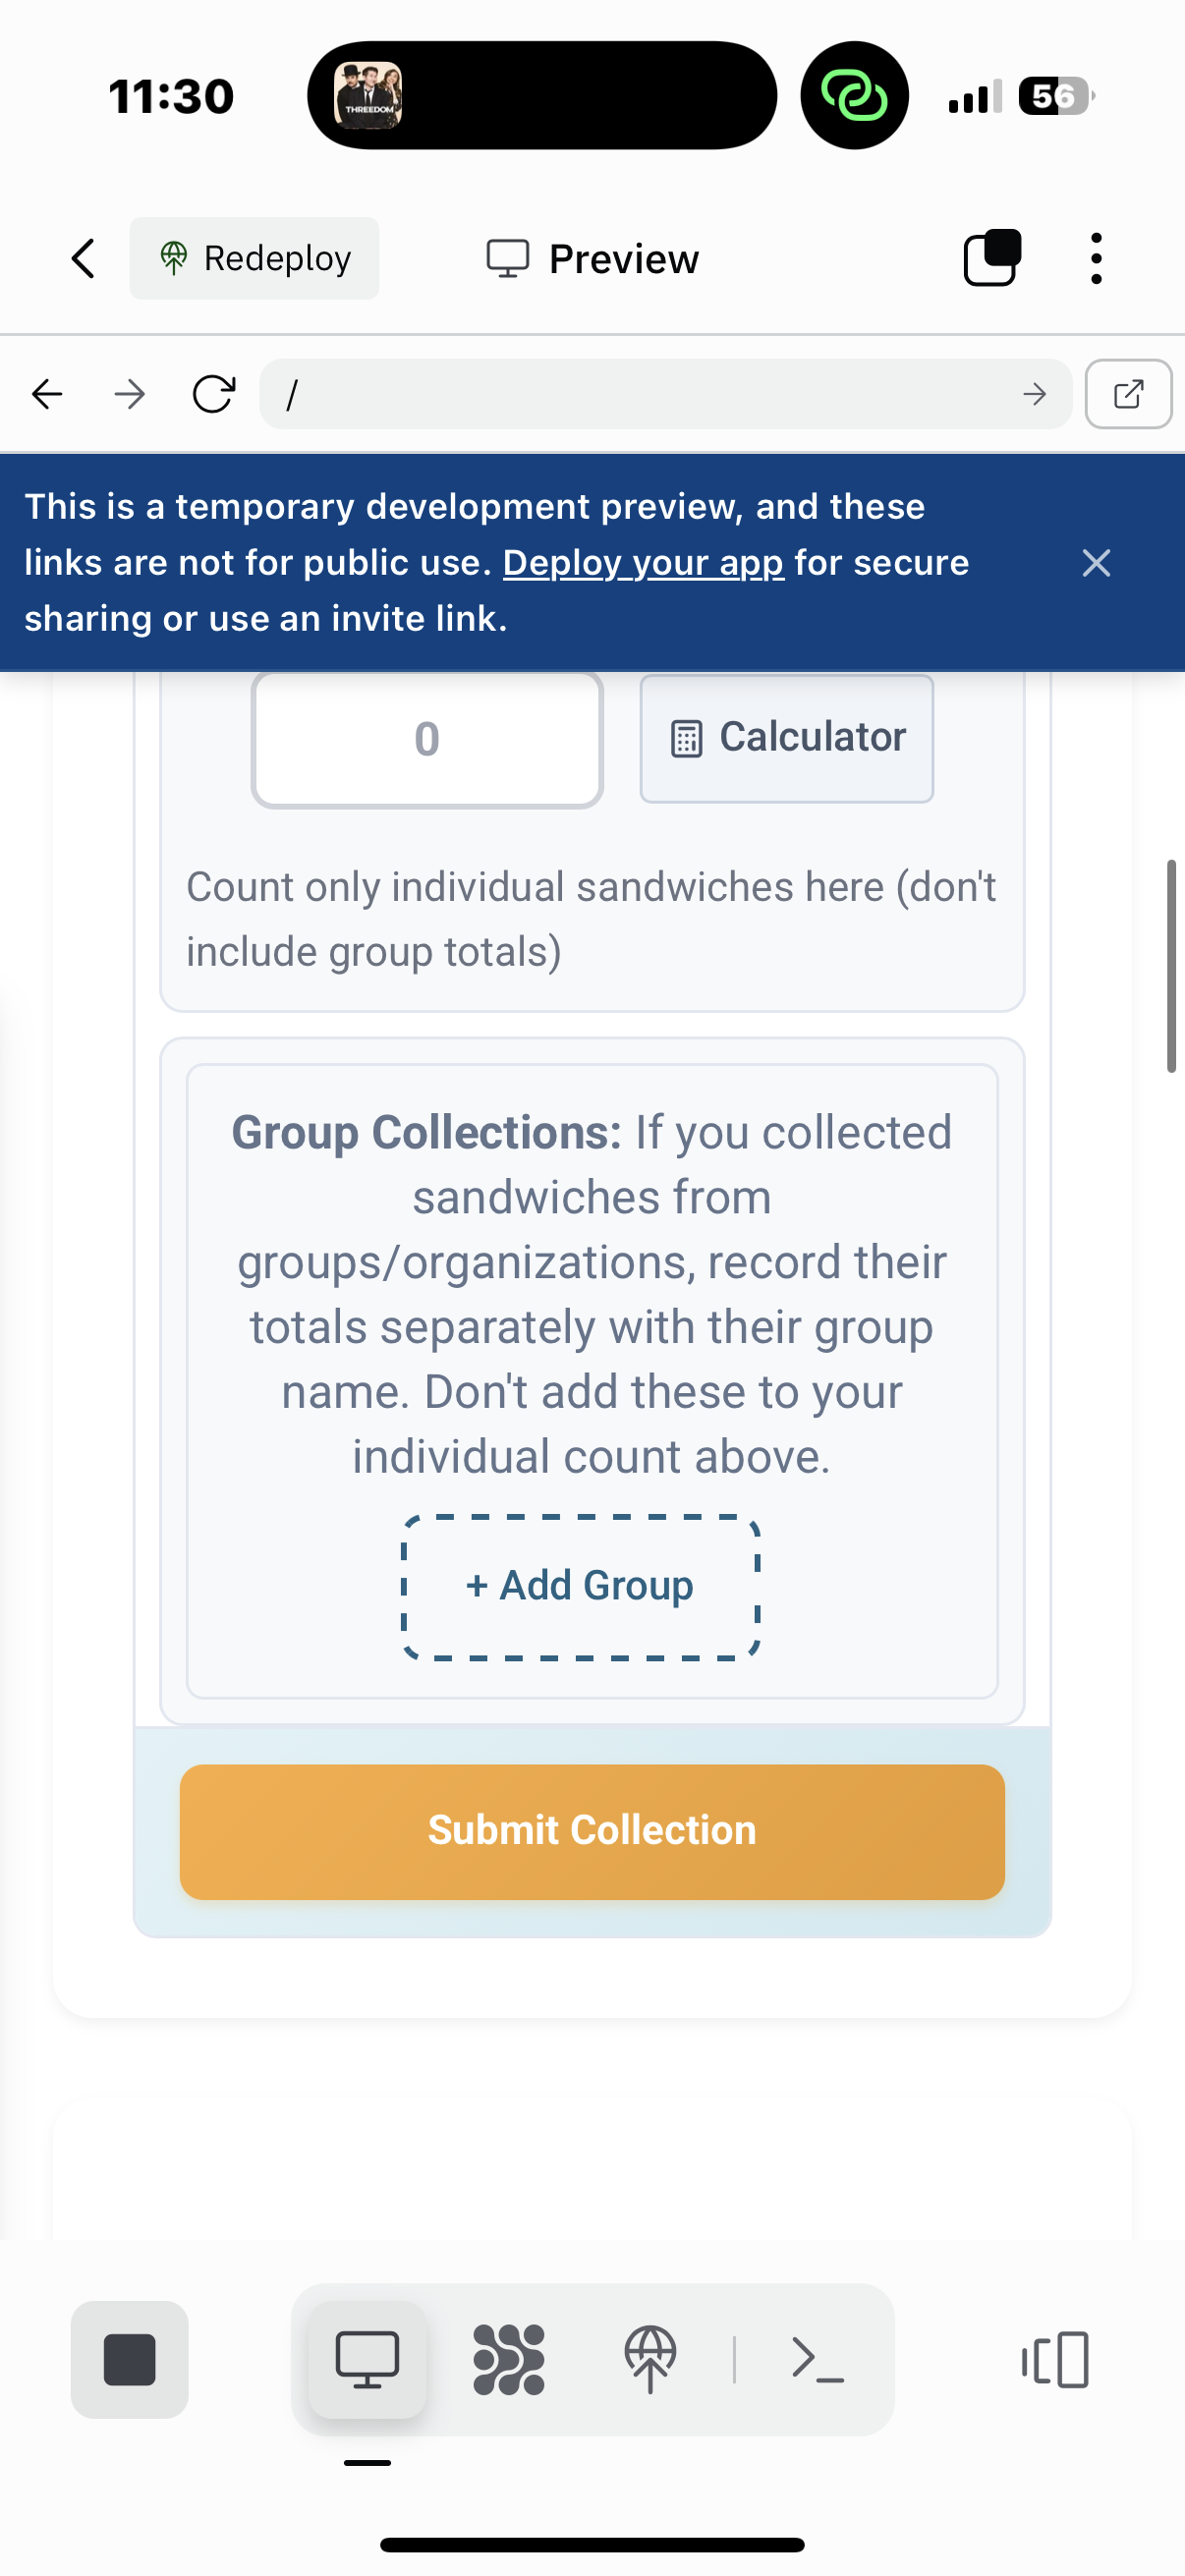 11:30
THREEDOM
56
Redeploy
Preview
/
This is a temporary development preview, and these
links are not for public use. Deploy your app for secure
sharing or use an invite link.
0
Calculator
Count only individual sandwiches here (don't
include group totals)
Group Collections: If you collected
sandwiches from
groups/organizations, record their
totals separately with their group
name. Don't add these to your
individual count above.
+ Add Group
Submit Collection